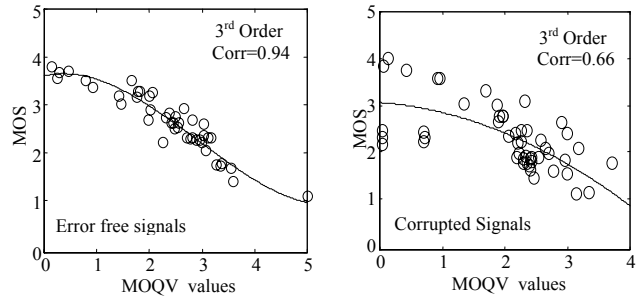 5
4
3
2
1
0
MOS
3rd Order
Corr=0.94
Error free signals
0 1 2 3 4 5
MOQV values
5
4
3
2
1
0
MOS
3rd Order
Corr=0.66
Corrupted Signals
0 1 2 3 4
MOQV values